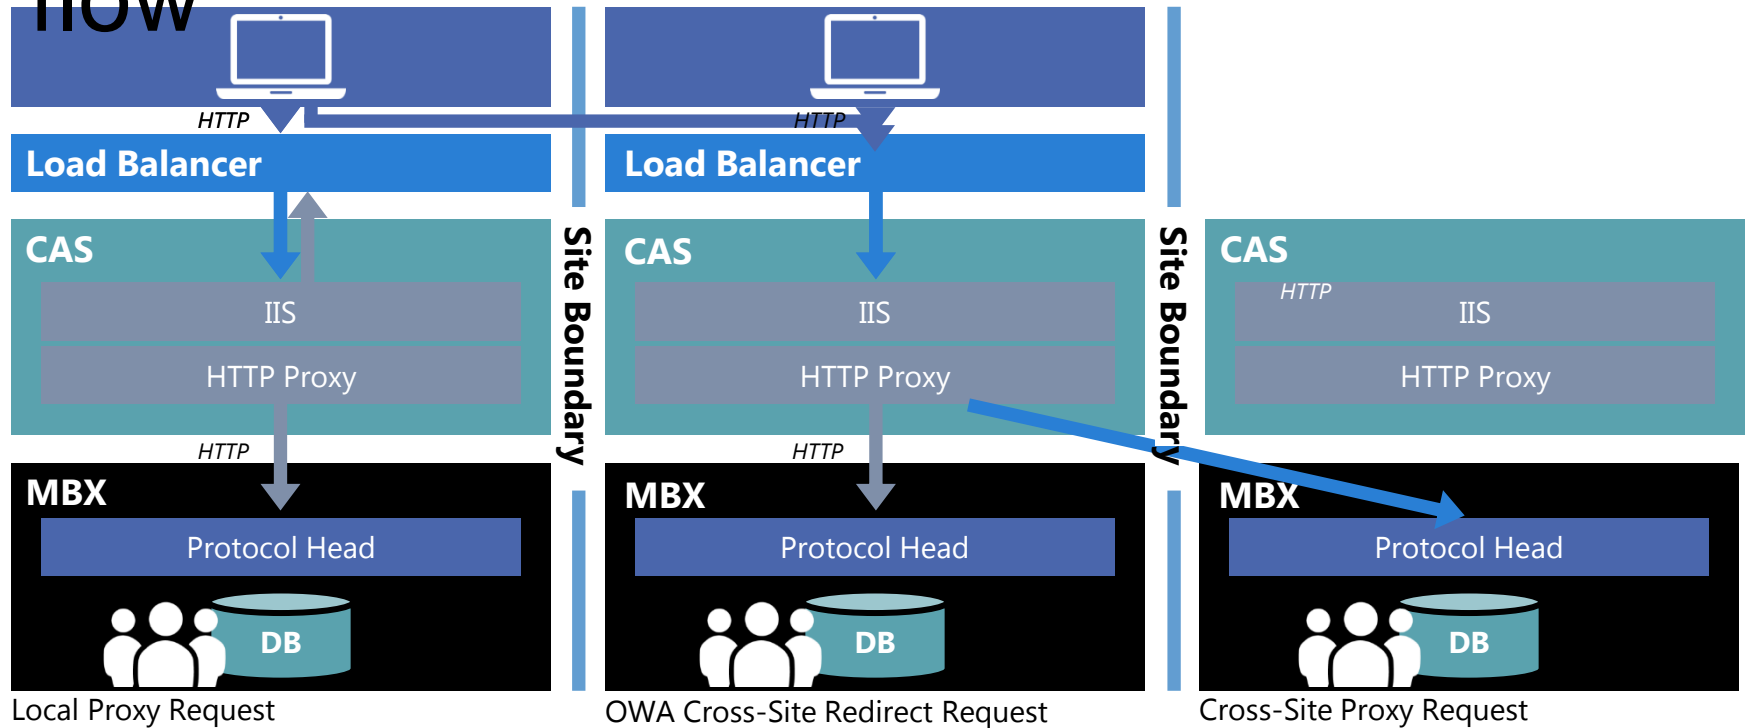 flow
HTTP
HTTP
Load Balancer
Load Balancer
CAS
CAS
CAS
HTTP
IIS
IIS
IIS
HTTP Proxy
HTTP Proxy
HTTP Proxy
Site Boundary
Site Boundary
HTTP
HTTP
MBX
MBX
MBX
Protocol Head
Protocol Head
Protocol Head
DB
DB
DB
Local Proxy Request
OWA Cross-Site Redirect Request
Cross-Site Proxy Request